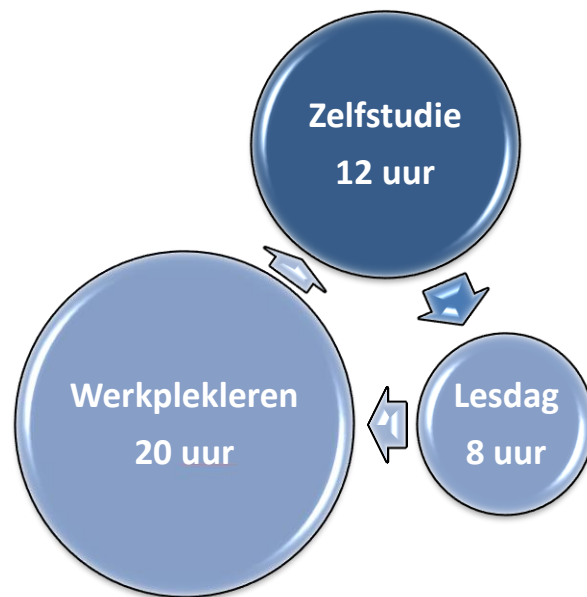 Zelfstudie
12 uur
Werkplekleren
20 uur
Lesdag
8 uur